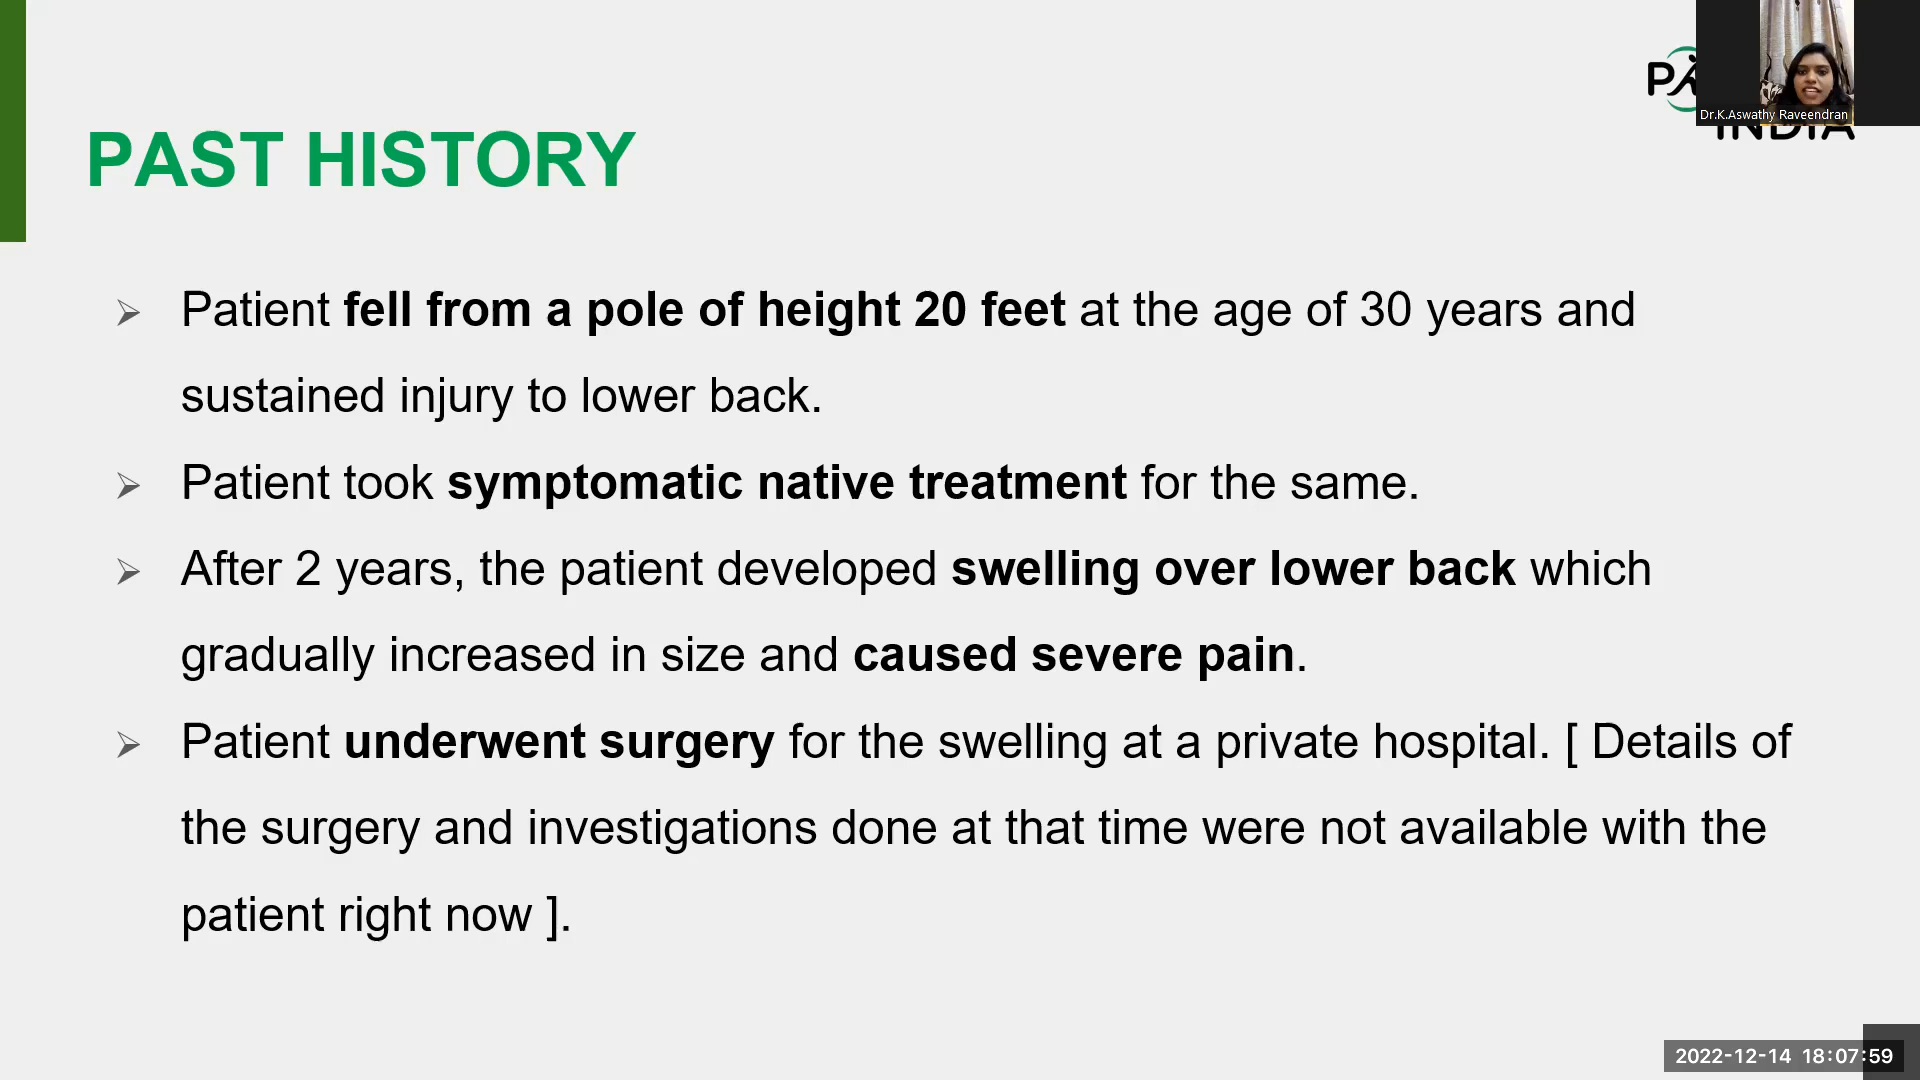 Dr.K.Aswathy Raveendran
INDIA
PAST HISTORY
Patient fell from a pole of height 20 feet at the age of 30 years and
sustained injury to lower back.
Patient took symptomatic native treatment for the same.
After 2 years, the patient developed swelling over lower back which
gradually increased in size and caused severe pain.
Patient underwent surgery for the swelling at a private hospital. [ Details of
the surgery and investigations done at that time were not available with the
patient right now ].
2022-12-14 18:07:59